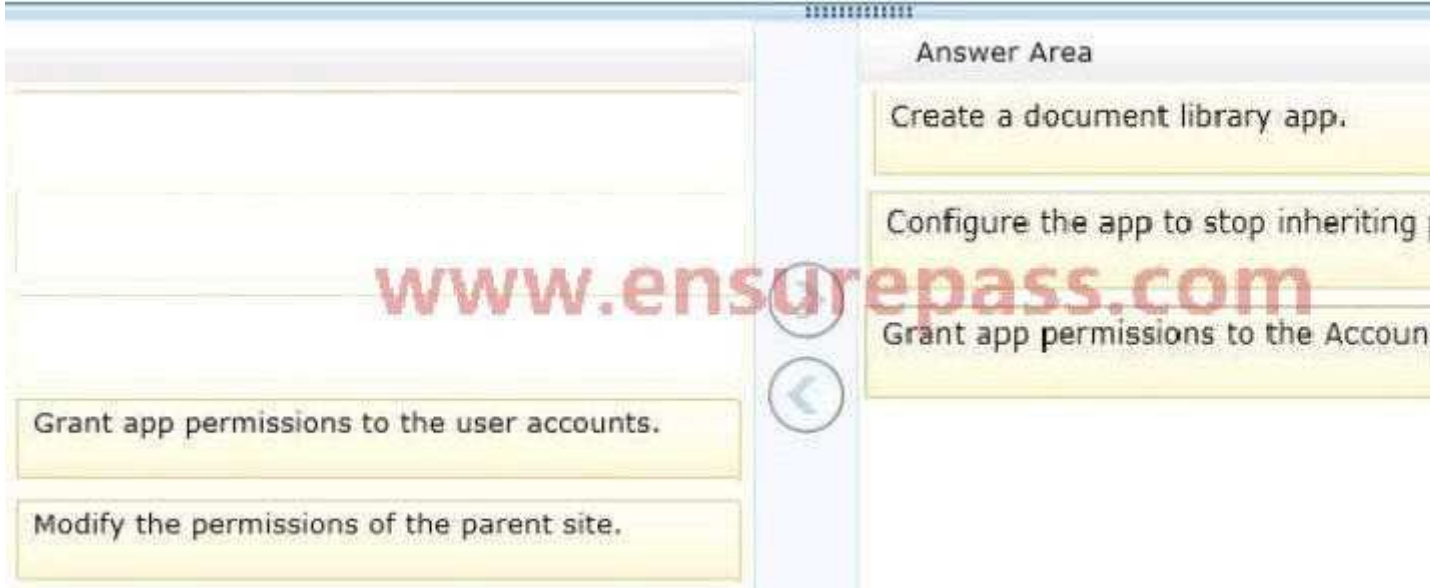 Answer Area
Create a document library app.
Configure the app to stop inheriting
www.ensurepass.com
Grant app permissions to the
Grant app permissions to the user accounts.
Modify the permissions of the parent site.